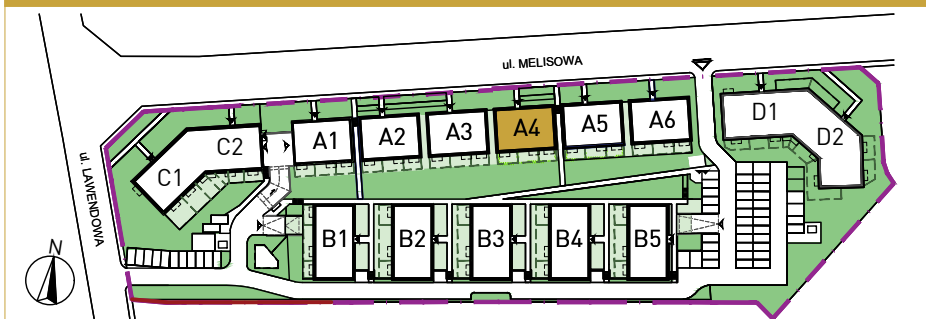 ul. MELISOWA
ul. LAWENDOWA
C1
C2
A1
A2
A3
A4
A5
A6
D1
D2
B1
B2
B3
B4
B5
N